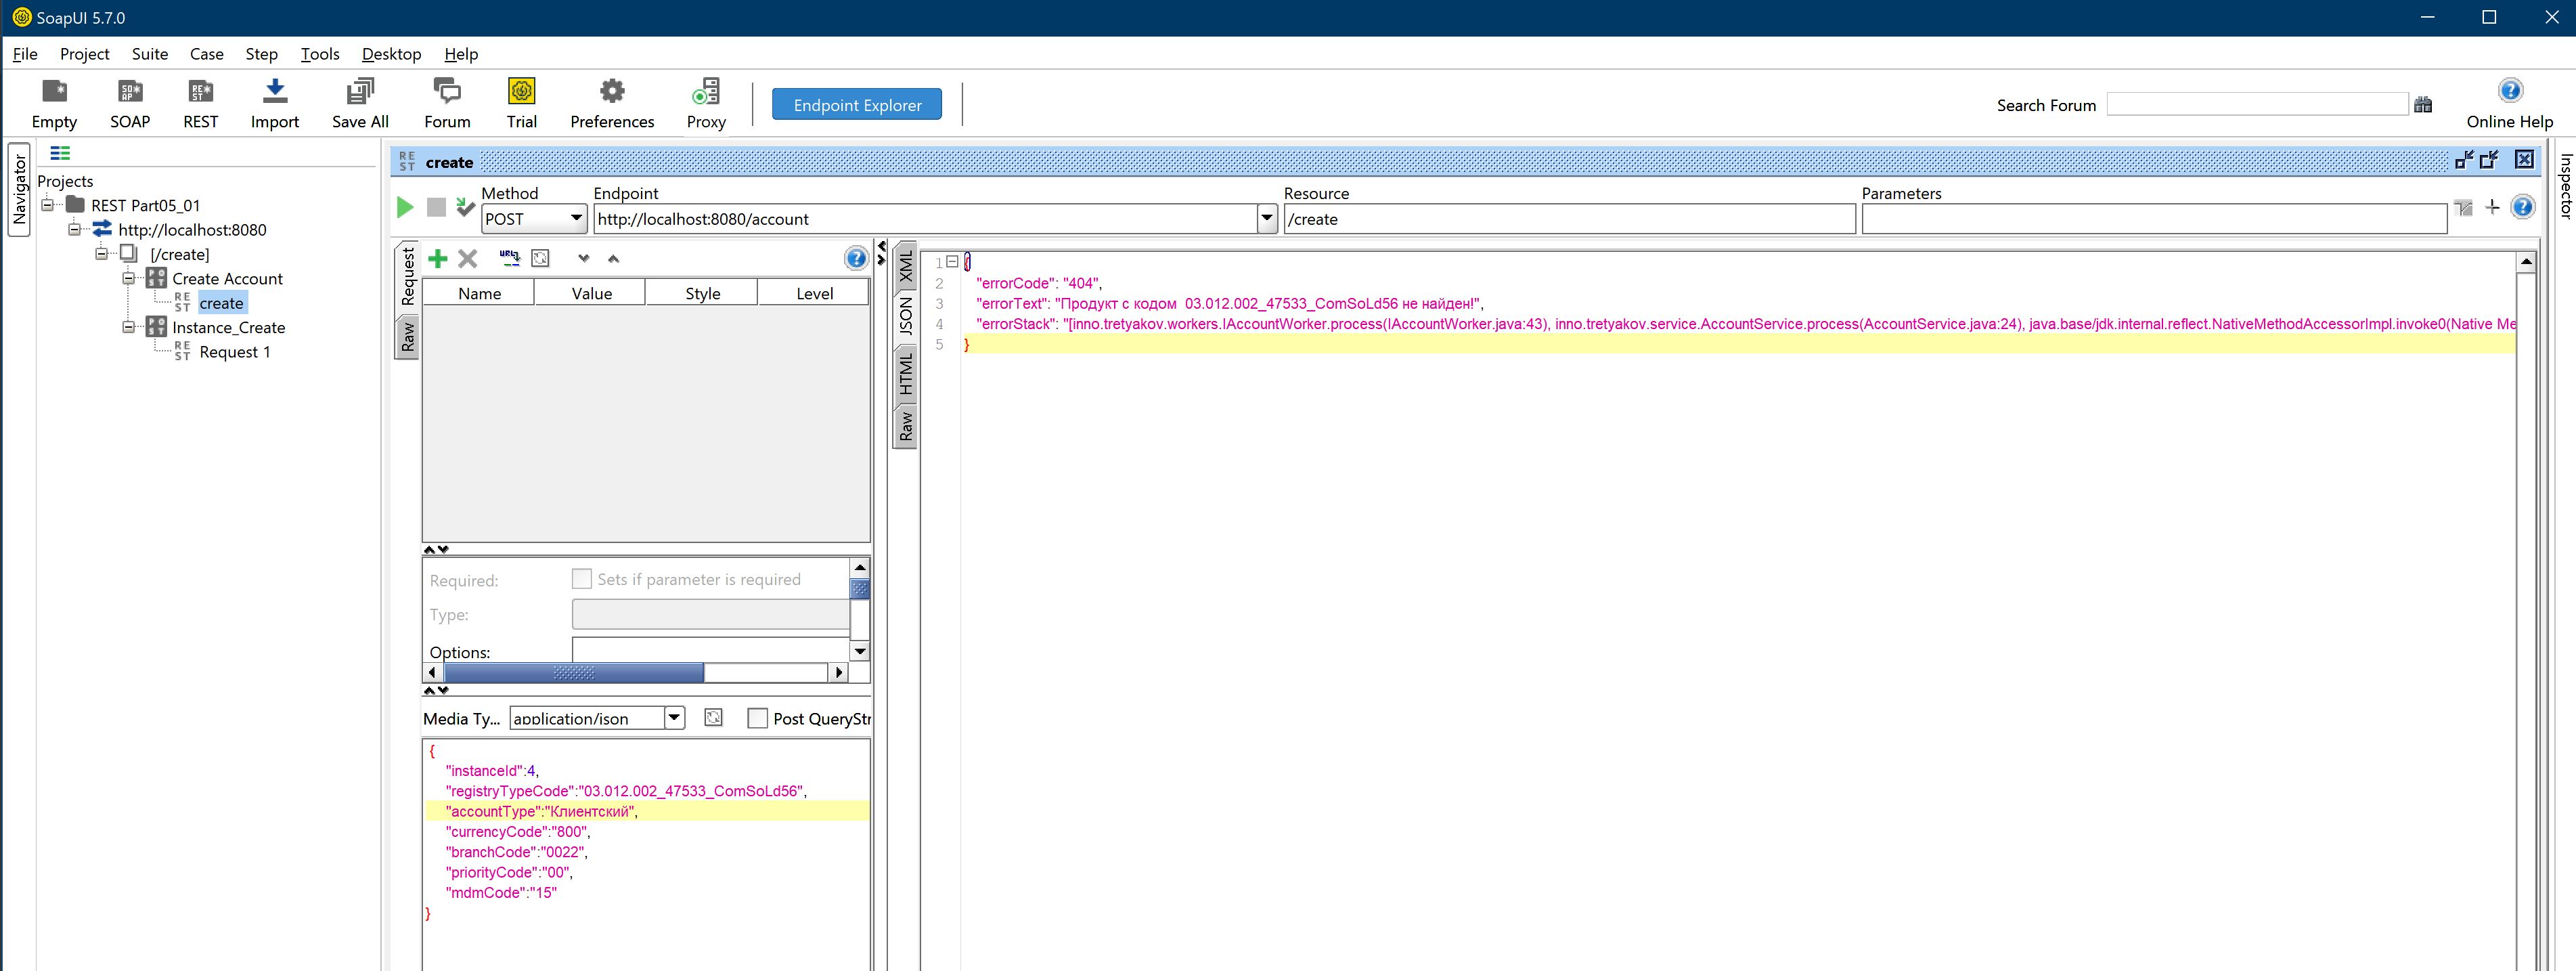 SoapUI 5.7.0
File Project Suite Case Step Tools Desktop Help
Empty SOAP REST Import Save All Forum Trial Preferences Proxy
Endpoint Explorer
Search Forum
Online Help
Navigator
Projects
REST Part05_01
http://localhost:8080
[/create]
Create Account
create
Instance_Create
Request 1
create
Method Endpoint Resource Parameters
POST http://localhost:8080/account /create
Request
Raw
Name Value Style Level
Required: Sets if parameter is required
Type:
Options:
Media Ty... application/json Post QueryStr
{
"instanceId":4,
"registryTypeCode":"03.012.002_47533_ComSoLd56",
"accountType":"Клиентский",
"currencyCode":"800",
"branchCode":"0022",
"priorityCode":"00",
"mdmCode":"15"
}
XML
JSON
HTML
Raw
1 {
2 "errorCode": "404",
3 "errorText": "Продукт с кодом  03.012.002_47533_ComSoLd56 не найден!",
4 "errorStack": "[inno.tretyakov.workers.IAccountWorker.process(IAccountWorker.java:43), inno.tretyakov.service.AccountService.process(AccountService.java:24), java.base/jdk.internal.reflect.NativeMethodAccessorImpl.invoke0(Native Me
5 }
Inspector